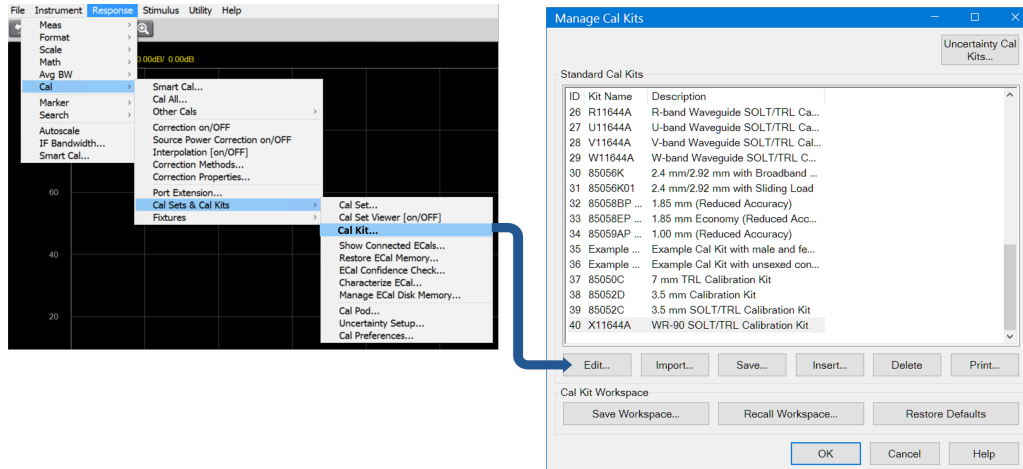 File Instrument Response Stimulus Utility Help
Meas
Format
Scale
Math
Avg BW
Cal
Marker
Search
Autoscale
IF Bandwidth...
Smart Cal...
0.00dB/ 0.00dB
60
40
20
Smart Cal...
Cal All...
Other Cals
Correction on/OFF
Source Power Correction on/OFF
Interpolation [on/OFF]
Correction Methods...
Correction Properties...
Port Extension...
Cal Sets & Cal Kits
Fixtures
Cal Set...
Cal Set Viewer [on/OFF]
Cal Kit...
Show Connected ECals...
Restore ECal Memory...
ECal Confidence Check...
Characterize ECal...
Manage ECal Disk Memory...
Cal Pod...
Uncertainty Setup...
Cal Preferences...
Manage Cal Kits
Uncertainty Cal
Kits...
Standard Cal Kits
ID Kit Name Description
26 R11644A R-band Waveguide SOLT/TRL Ca...
27 U11644A U-band Waveguide SOLT/TRL Ca...
28 V11644A V-band Waveguide SOLT/TRL Cal...
29 W11644A W-band Waveguide SOLT/TRL C...
30 85056K 2.4 mm/2.92 mm with Broadband ...
31 85056K01 2.4 mm/2.92 mm with Sliding Load
32 85058BP ... 1.85 mm (Reduced Accuracy)
33 85058EP ... 1.85 mm Economy (Reduced Acc...
34 85059AP ... 1.00 mm (Reduced Accuracy)
35 Example ... Example Cal Kit with male and fe...
36 Example ... Example Cal Kit with unsexed con...
37 85050C 7 mm TRL Calibration Kit
38 85052D 3.5 mm Calibration Kit
39 85052C 3.5 mm SOLT/TRL Calibration Kit
40 X11644A WR-90 SOLT/TRL Calibration Kit
Edit... Import... Save... Insert... Delete Print...
Cal Kit Workspace
Save Workspace... Recall Workspace... Restore Defaults
OK Cancel Help